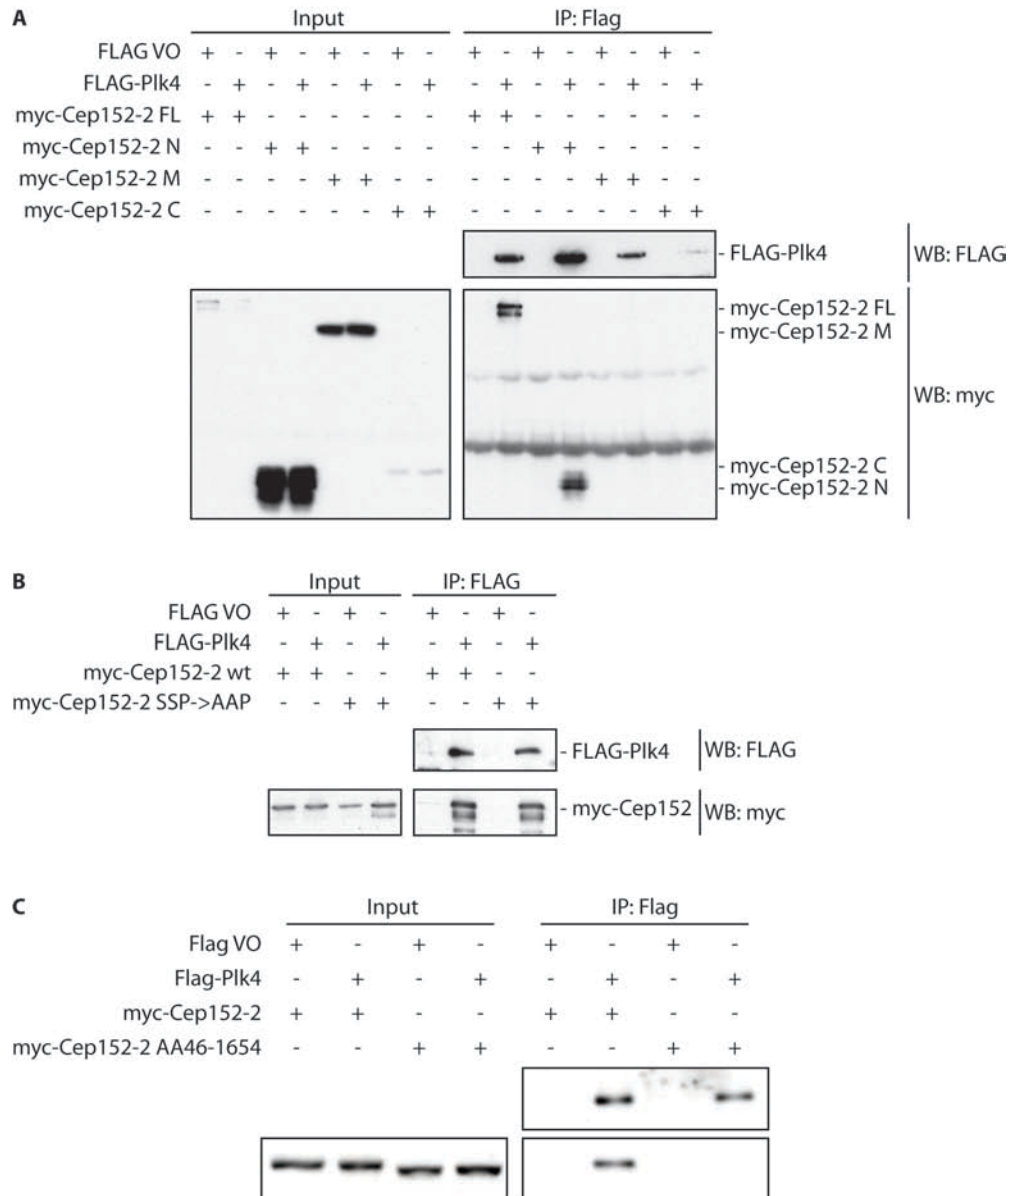 A
Input IP: Flag
FLAG VO + - + - + - + - + - + - + - + -
FLAG-Plk4 - + - + - + - + - + - + - + - +
myc-Cep152-2 FL + + - - - - - - + + - - - - - -
myc-Cep152-2 N - - + + - - - - - - + + - - - -
myc-Cep152-2 M - - - - + + - - - - - - + + - -
myc-Cep152-2 C - - - - - - + + - - - - - - + +
- FLAG-Plk4 WB: FLAG
- myc-Cep152-2 FL
- myc-Cep152-2 M
WB: myc
- myc-Cep152-2 C
- myc-Cep152-2 N
B
Input IP: FLAG
FLAG VO + - + - + - + -
FLAG-Plk4 - + - + - + - +
myc-Cep152-2 wt + + - - + + - -
myc-Cep152-2 SSP->AAP - - + + - - + +
- FLAG-Plk4 WB: FLAG
- myc-Cep152 WB: myc
C
Input IP: Flag
Flag VO + - + - + - + -
Flag-Plk4 - + - + - + - +
myc-Cep152-2 + + - - + + - -
myc-Cep152-2 AA46-1654 - - + + - - + +